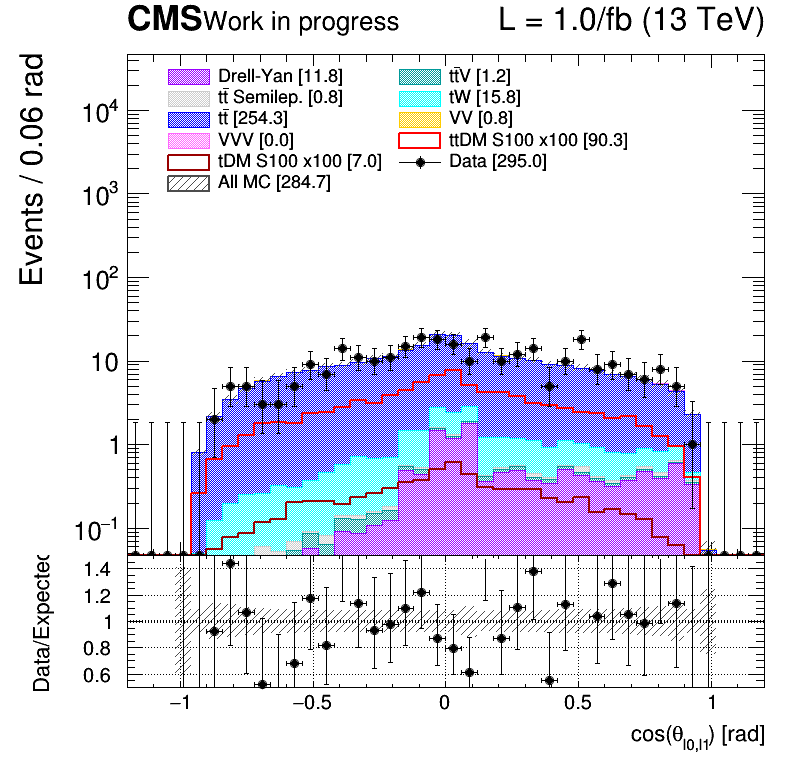 CMS Work in progress L = 1.0/fb (13 TeV)
Events / 0.06 rad
Drell-Yan [11.8] tt̄V [1.2]
tt̄ Semilep. [0.8] tW [15.8]
tt̄ [254.3] VV [0.8]
VVV [0.0] ttDM S100 x100 [90.3]
tDM S100 x100 [7.0] Data [295.0]
All MC [284.7]
10⁴
10³
10²
10
1
10⁻¹
Data/Expected
1.4
1.2
1
0.8
0.6
−1 −0.5 0 0.5 1
cos(θ_l0,l1) [rad]